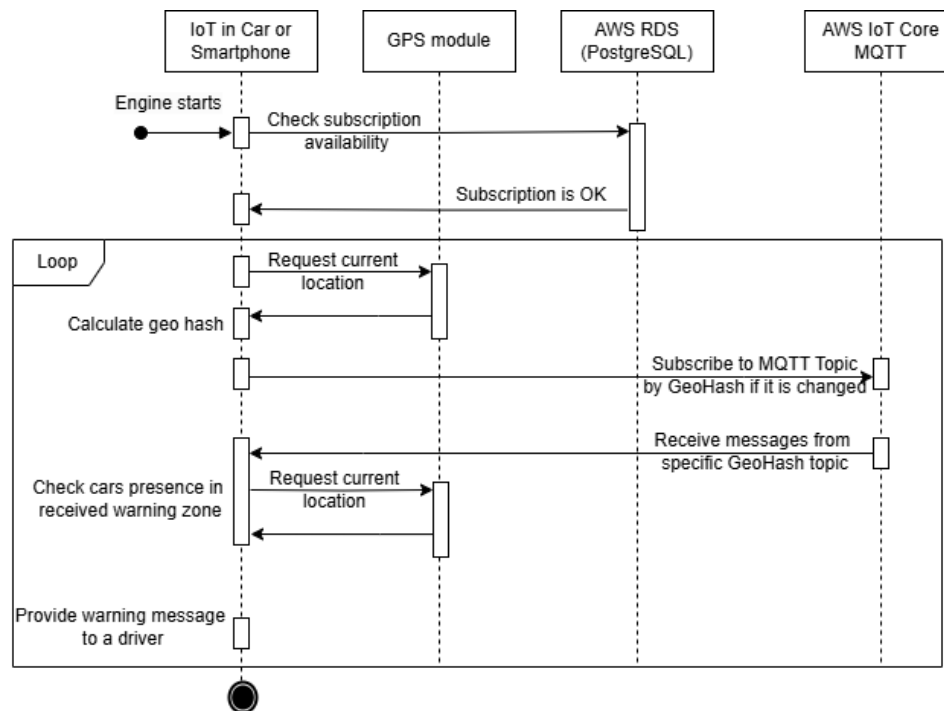 IoT in Car or
Smartphone
GPS module
AWS RDS
(PostgreSQL)
AWS IoT Core
MQTT
Engine starts
Check subscription
availability
Subscription is OK
Loop
Request current
location
Calculate geo hash
Subscribe to MQTT Topic
by GeoHash if it is changed
Receive messages from
specific GeoHash topic
Check cars presence in
received warning zone
Request current
location
Provide warning message
to a driver